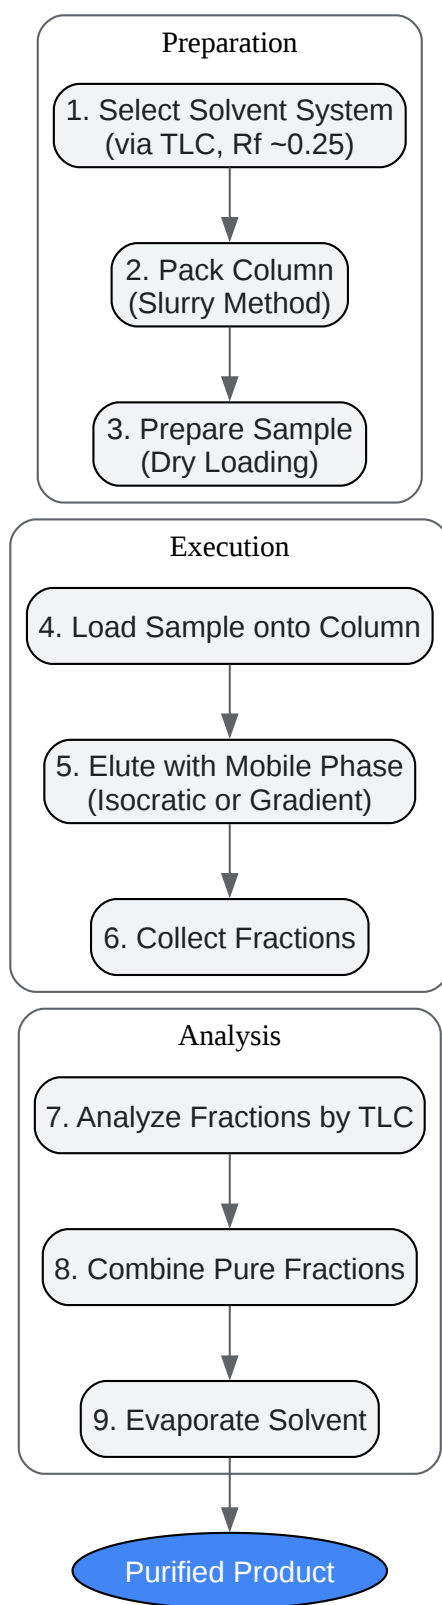 Preparation
1. Select Solvent System
(via TLC, Rf ~0.25)
2. Pack Column
(Slurry Method)
3. Prepare Sample
(Dry Loading)
Execution
4. Load Sample onto Column
5. Elute with Mobile Phase
(Isocratic or Gradient)
6. Collect Fractions
Analysis
7. Analyze Fractions by TLC
8. Combine Pure Fractions
9. Evaporate Solvent
Purified Product